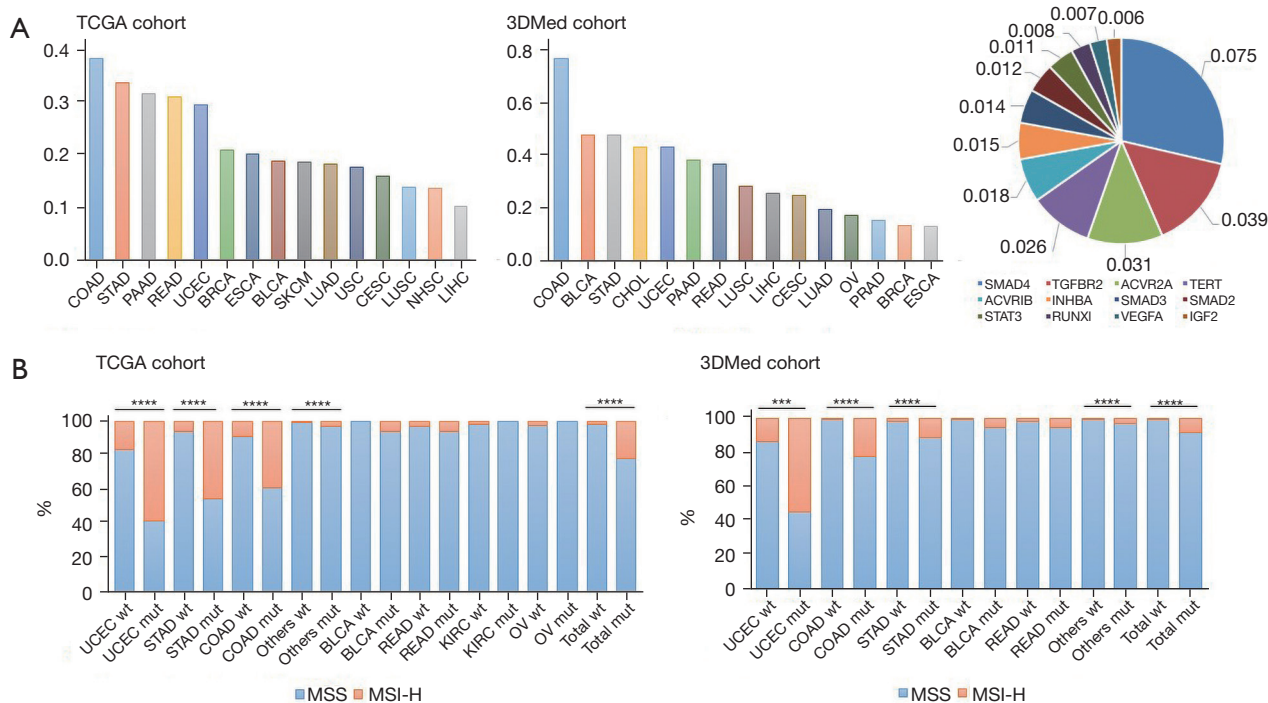 A
TCGA cohort
0.4
0.3
0.2
0.1
0.0
COAD
STAD
PAAD
READ
UCEC
BRCA
ESCA
BLCA
SKCM
LUAD
USC
CESC
LUSC
NHSC
LIHC
3DMed cohort
0.8
0.6
0.4
0.2
0.0
COAD
BLCA
STAD
CHOL
UCEC
PAAD
READ
LUSC
LIHC
CESC
LUAD
OV
PRAD
BRCA
ESCA
0.075
0.039
0.031
0.026
0.018
0.015
0.014
0.012
0.011
0.008
0.007
0.006
SMAD4 TGFBR2 ACVR2A TERT
ACVRIB INHBA SMAD3 SMAD2
STAT3 RUNXI VEGFA IGF2
B
TCGA cohort
**** **** **** **** ****
%
100
80
60
40
20
0
UCEC wt
UCEC mut
STAD wt
STAD mut
COAD wt
COAD mut
Others wt
Others mut
BLCA wt
BLCA mut
READ wt
READ mut
KIRC wt
KIRC mut
OV wt
OV mut
Total wt
Total mut
MSS MSI-H
3DMed cohort
*** **** **** **** ****
%
100
80
60
40
20
0
UCEC wt
UCEC mut
COAD wt
COAD mut
STAD wt
STAD mut
BLCA wt
BLCA mut
READ wt
READ mut
Others wt
Others mut
Total wt
Total mut
MSS MSI-H